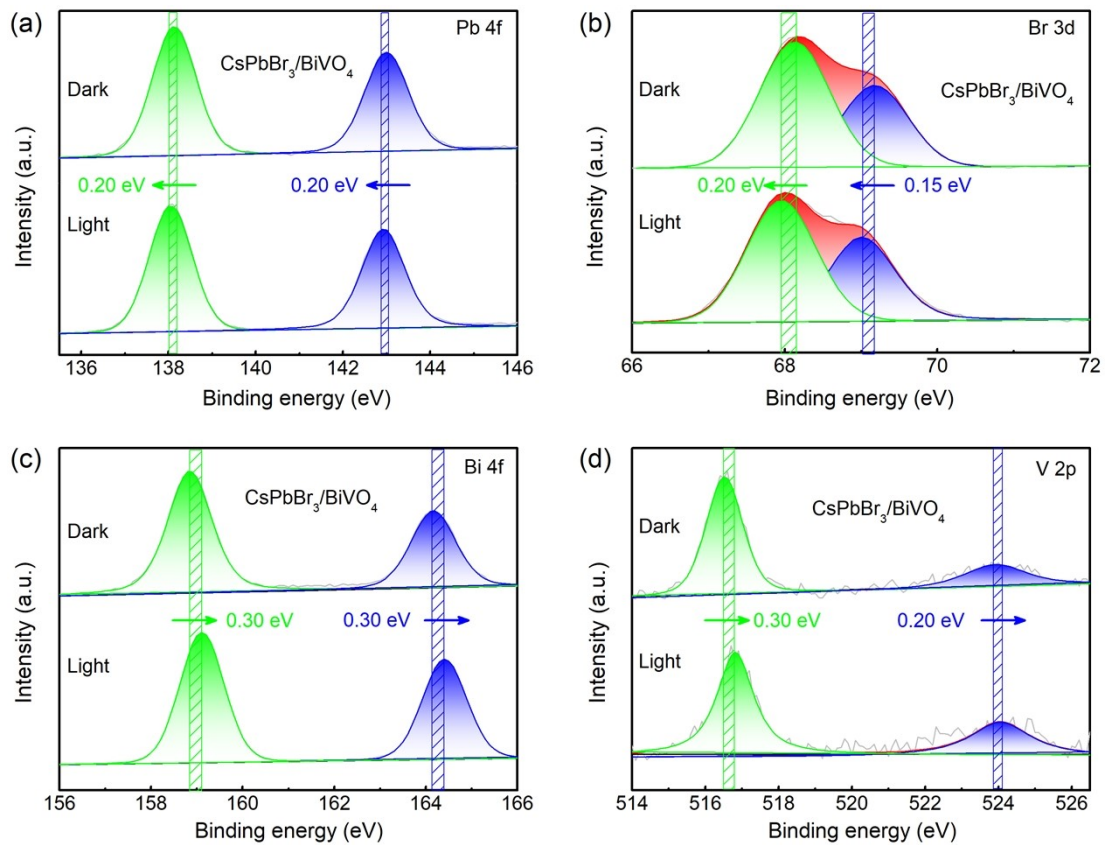 (a)
Pb 4f
CsPbBr₃/BiVO₄
Dark
0.20 eV
0.20 eV
Light
Intensity (a.u.)
136 138 140 142 144 146
Binding energy (eV)
(b)
Br 3d
Dark
CsPbBr₃/BiVO₄
0.20 eV
0.15 eV
Light
Intensity (a.u.)
66 68 70 72
Binding energy (eV)
(c)
Bi 4f
CsPbBr₃/BiVO₄
Dark
0.30 eV
0.30 eV
Light
Intensity (a.u.)
156 158 160 162 164 166
Binding energy (eV)
(d)
V 2p
Dark
CsPbBr₃/BiVO₄
0.30 eV
0.20 eV
Light
Intensity (a.u.)
514 516 518 520 522 524 526
Binding energy (eV)